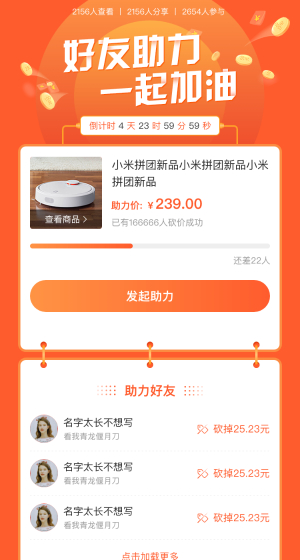 2156人查看 | 2156人分享 | 2654人参与
好友助力
一起加油
倒计时 4 天 23 时 59 分 59 秒
小米拼团新品小米拼团新品小米
拼团新品
助力价: ¥239.00
已有166666人砍价成功
查看商品 >
还差22人
发起助力
助力好友
名字太长不想写
看我青龙偃月刀
砍掉25.23元
名字太长不想写
看我青龙偃月刀
砍掉25.23元
名字太长不想写
看我青龙偃月刀
砍掉25.23元
点击加载更多